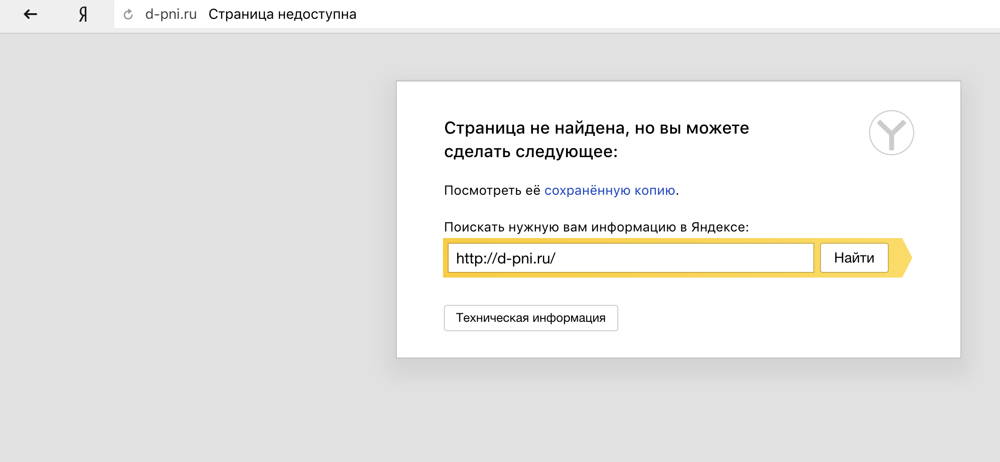 Я d-pni.ru Страница недоступна
Страница не найдена, но вы можете
сделать следующее:
Посмотреть её сохранённую копию.
Поискать нужную вам информацию в Яндексе:
http://d-pni.ru/ Найти
Техническая информация